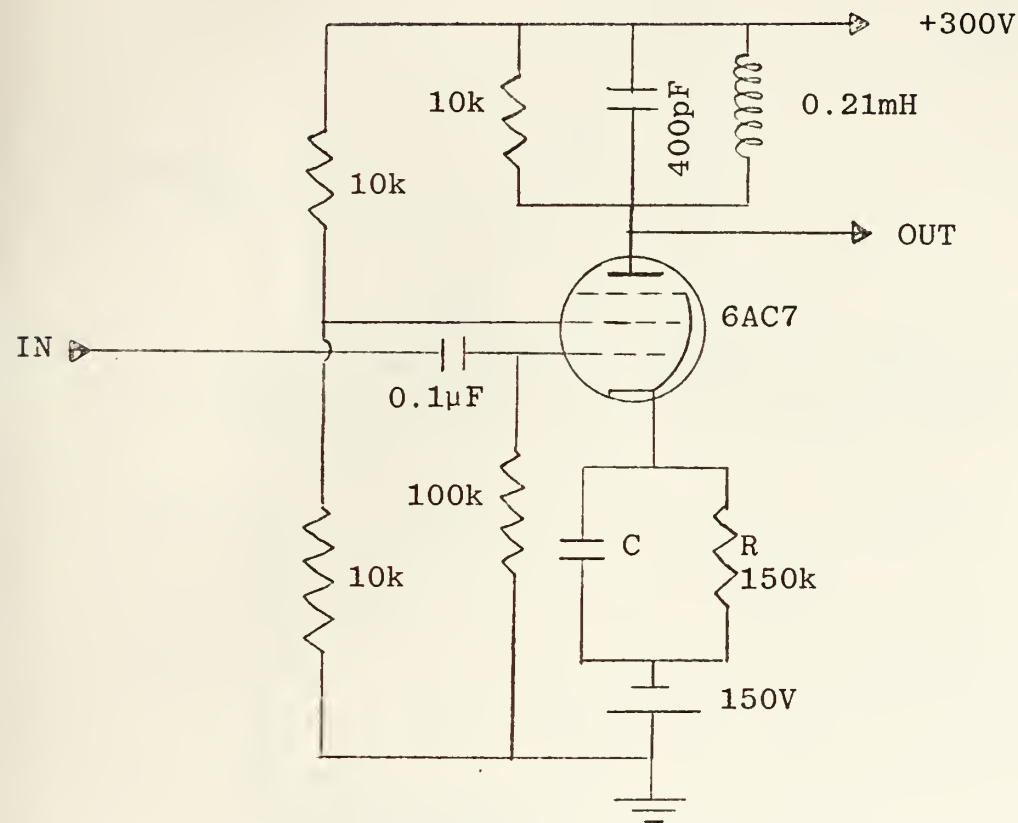 +300V
10k
400pF
0.21mH
10k
OUT
6AC7
IN
0.1μF
100k
C
R
150k
10k
150V